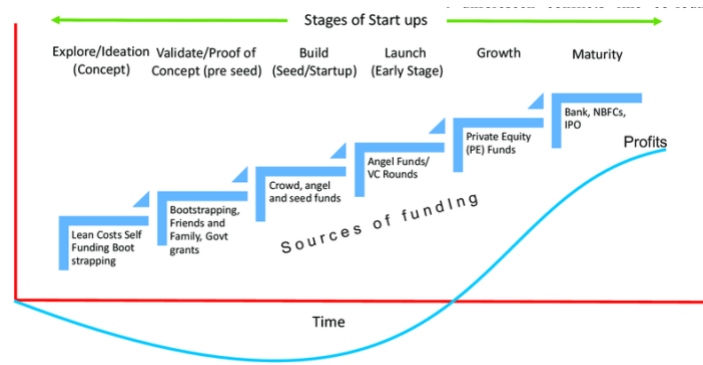 Stages of Start ups
Explore/Ideation
(Concept)
Validate/Proof of
Concept (pre seed)
Build
(Seed/Startup)
Launch
(Early Stage)
Growth
Maturity
Lean Costs Self
Funding Boot
strapping
Bootstrapping,
Friends and
Family, Govt
grants
Crowd, angel
and seed funds
Angel Funds/
VC Rounds
Private Equity
(PE) Funds
Bank, NBFCs,
IPO
Profits
Sources of fundIng
Time